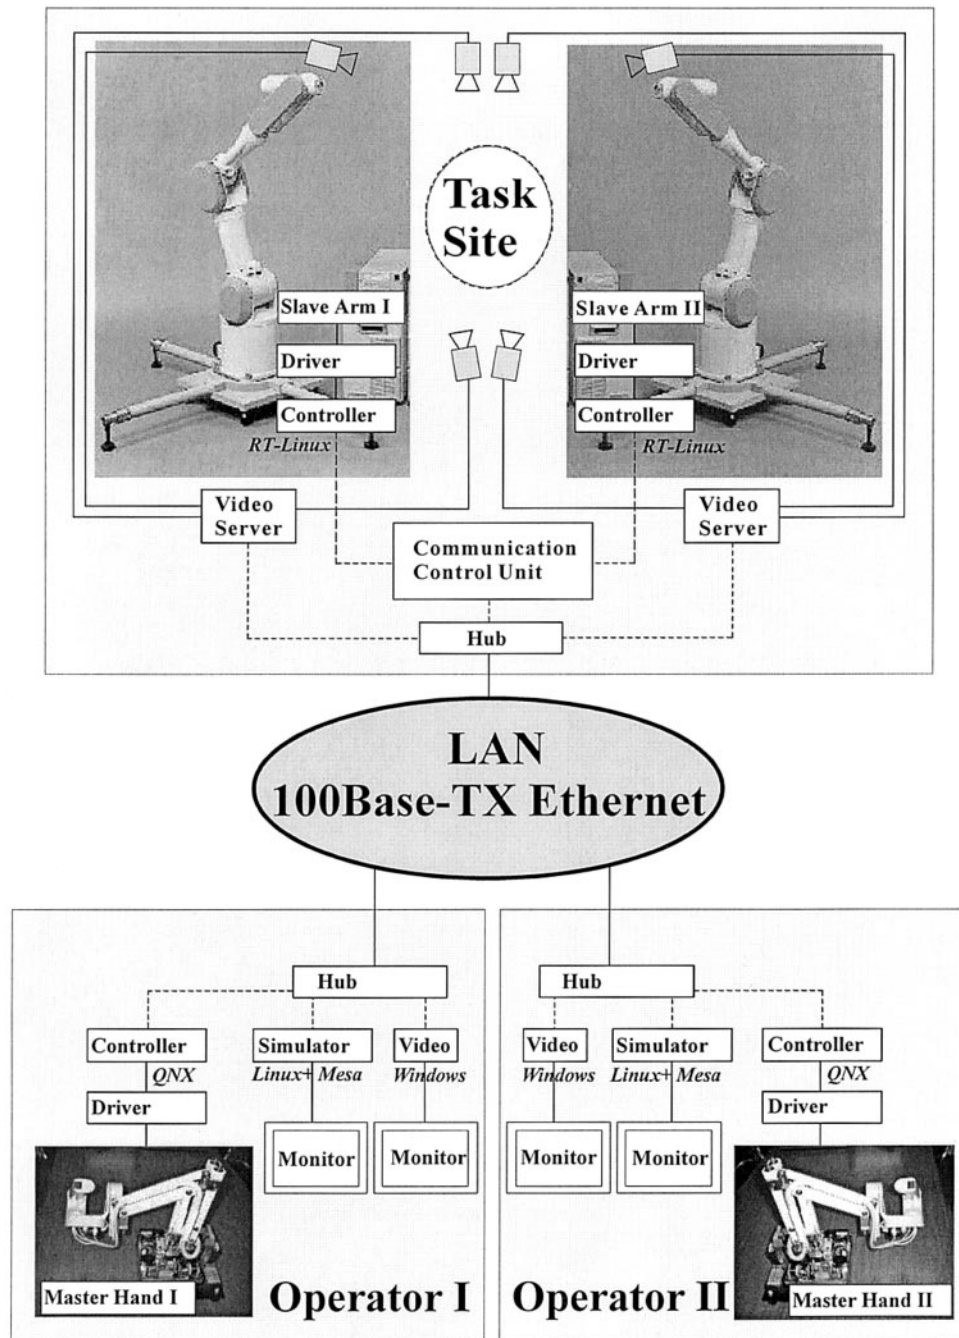 Task
Site
Slave Arm I
Driver
Controller
RT-Linux
Slave Arm II
Driver
Controller
RT-Linux
Video
Server
Communication
Control Unit
Video
Server
Hub
LAN
100Base-TX Ethernet
Hub
Controller
Simulator
Video
QNX
Linux+ Mesa
Windows
Driver
Monitor
Monitor
Master Hand I
Operator I
Hub
Video
Simulator
Controller
Windows
Linux+ Mesa
QNX
Driver
Monitor
Monitor
Operator II
Master Hand II